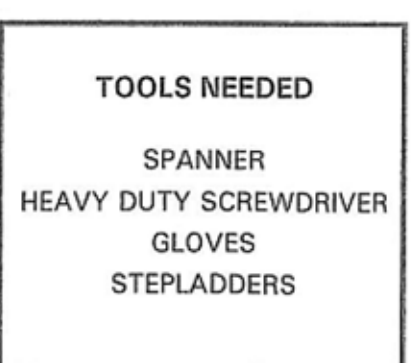 TOOLS NEEDED
SPANNER
HEAVY DUTY SCREWDRIVER
GLOVES
STEPLADDERS